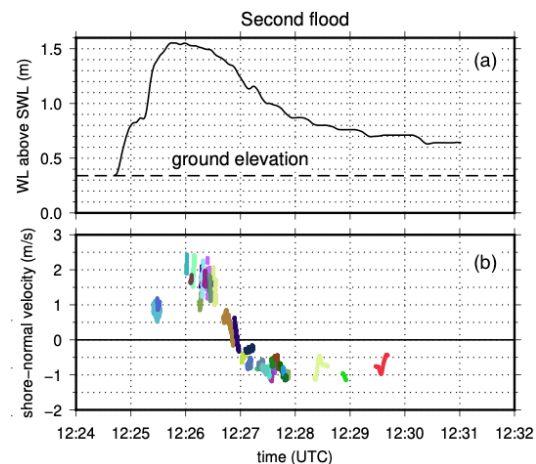 Second flood
WL above SWL (m)
1.5
1.0
0.5
0.0
(a)
ground elevation
shore-normal velocity (m/s)
3
2
1
0
-1
-2
(b)
12:24 12:25 12:26 12:27 12:28 12:29 12:30 12:31 12:32
time (UTC)